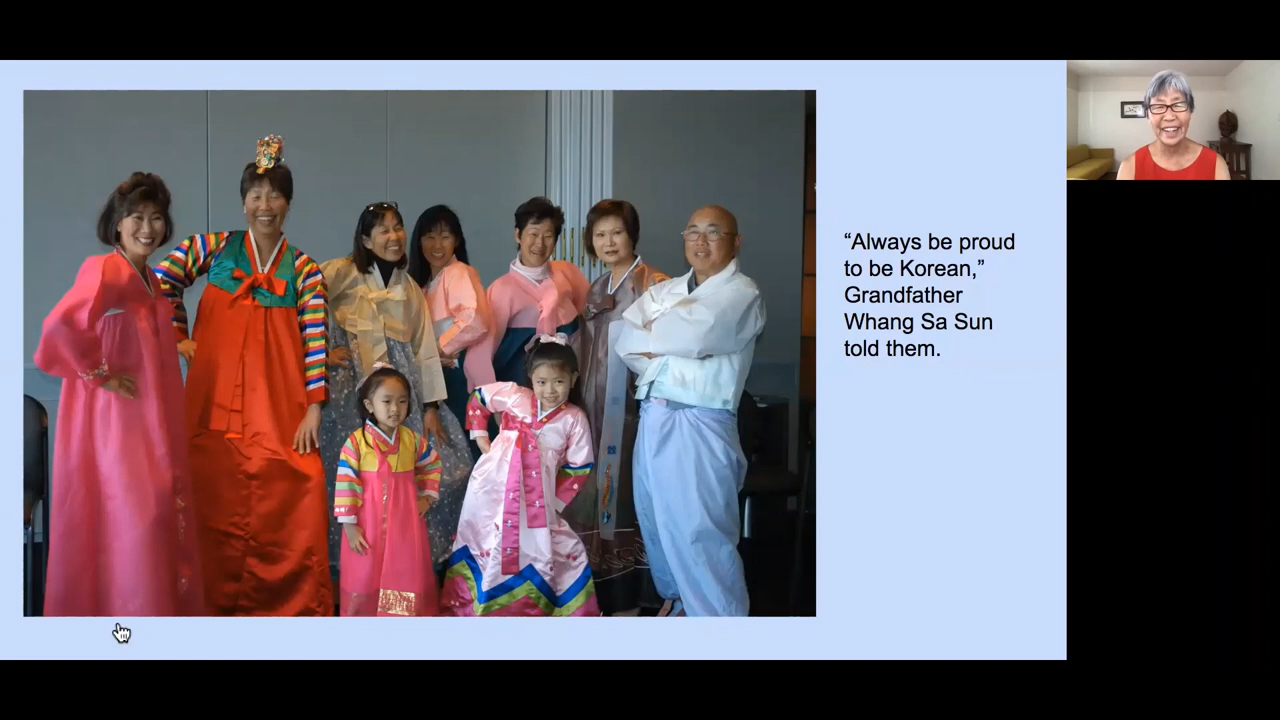 “Always be proud
to be Korean,”
Grandfather
Whang Sa Sun
told them.